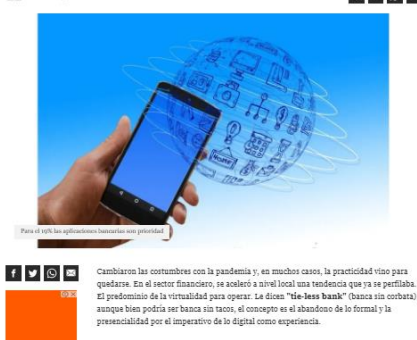 HOME
Para el 19% las aplicaciones bancarias son prioridad
Cambiaron las costumbres con la pandemia y, en muchos casos, la practicidad vino para
quedarse. En el sector financiero, se aceleró a nivel local una tendencia que ya se perfilaba.
El predominio de la virtualidad para operar. Le dicen "tie-less bank" (banca sin corbata)
aunque bien podría ser banca sin tacos, el concepto es el abandono de lo formal y la
presencialidad por el imperativo de lo digital como experiencia.